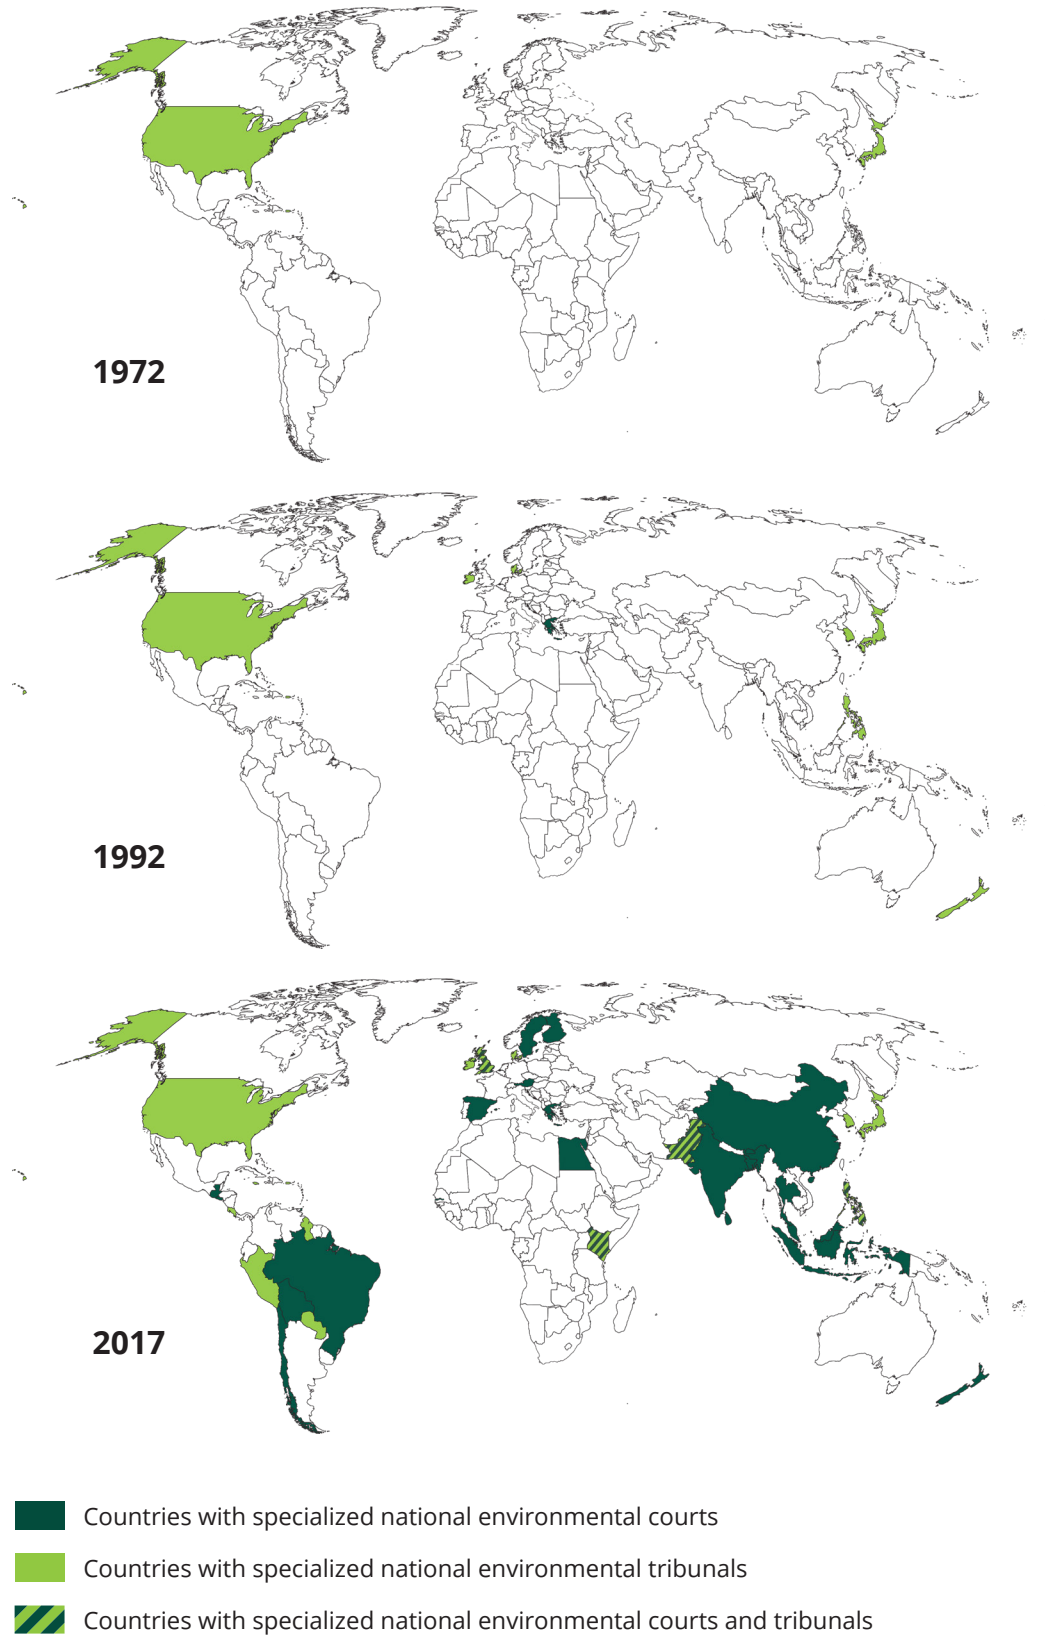 1972
1992
2017
Countries with specialized national environmental courts
Countries with specialized national environmental tribunals
Countries with specialized national environmental courts and tribunals